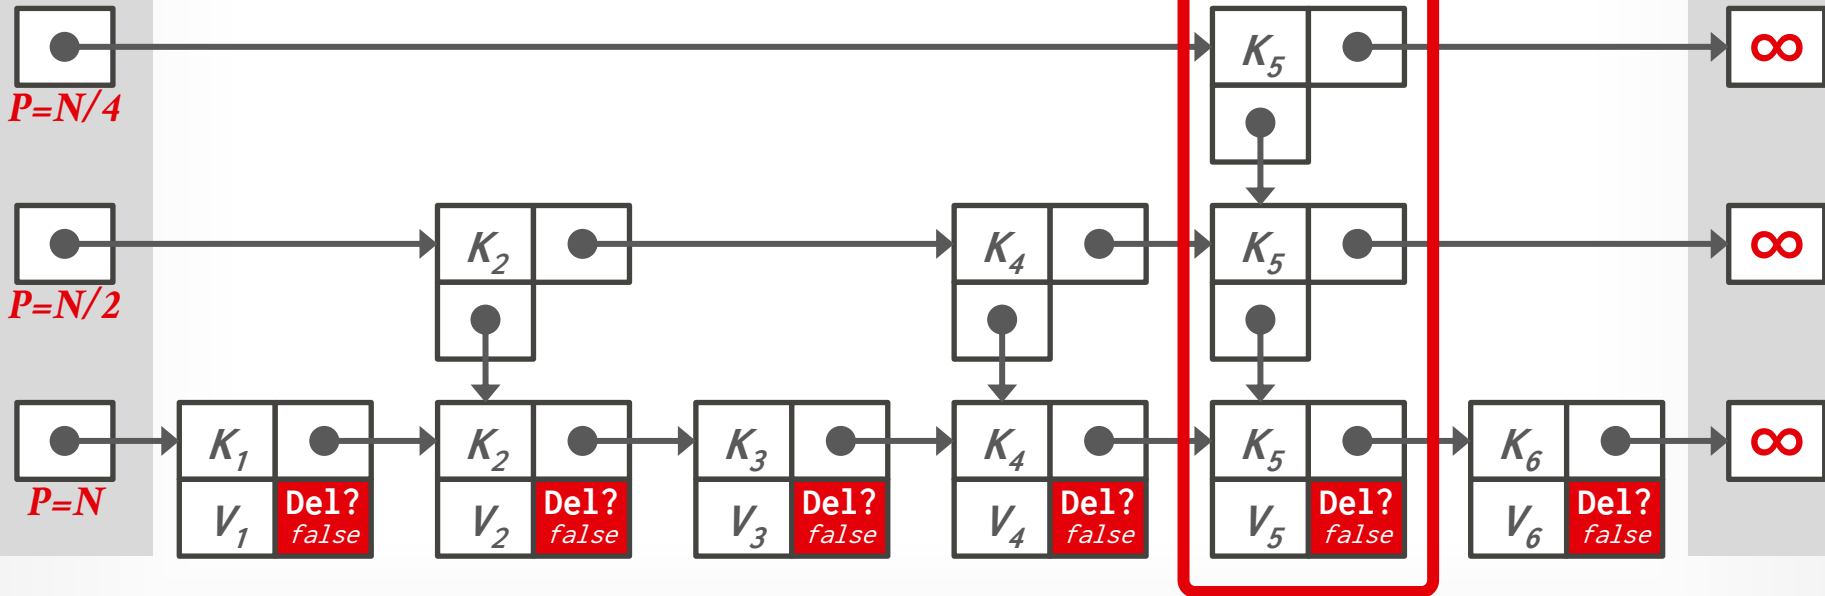 K5 ∞
P=N/4
K2 K4 K5 ∞
P=N/2
K1 K2 K3 K4 K5 K6 ∞
P=N
V1 Del? false V2 Del? false V3 Del? false V4 Del? false V5 Del? false V6 Del? false